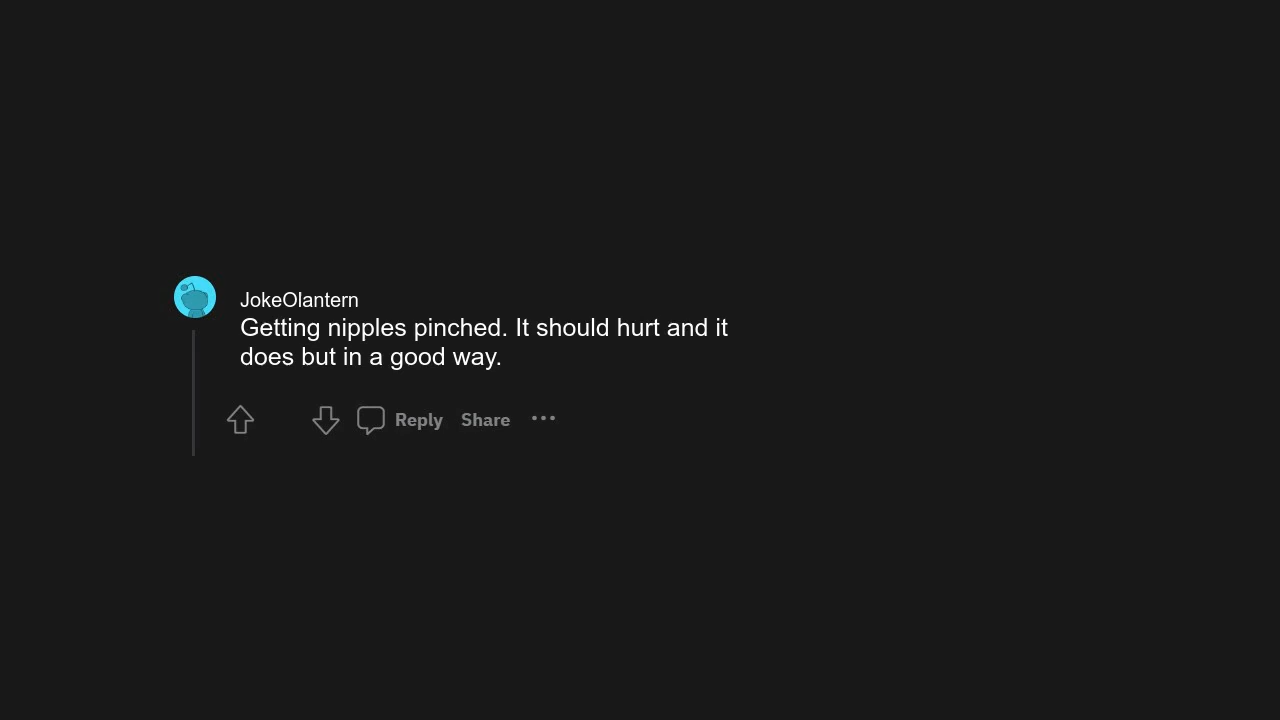 JokeOlantern
Getting nipples pinched. It should hurt and it
does but in a good way.
Reply Share